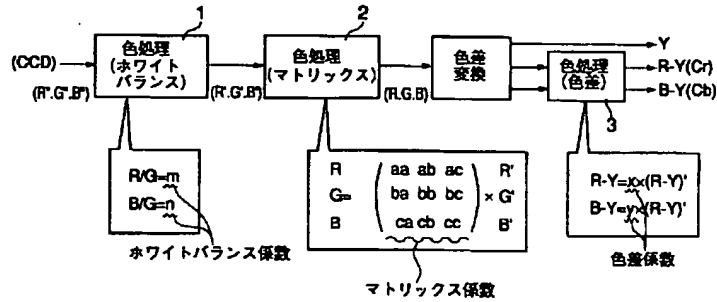 1
2
色処理
(ホワイト
バランス)
色処理
(マトリックス)
色差
変換
色処理
(色差)
3
(CCD)
(R".G".B")
(R'.G'.B")
(R.G.B)
Y
R-Y(Cr)
B-Y(Cb)
R/G=m
B/G=n
ホワイトバランス係数
R aa ab ac R'
G= ba bb bc × G'
B ca cb cc B'
マトリックス係数
R-Y=x×(R-Y)'
B-Y=y×(R-Y)'
色差係数